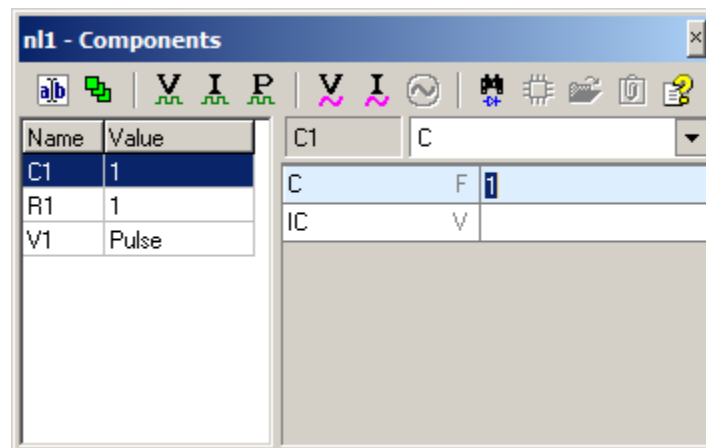 nl1 - Components
a|b V I P V I
Name Value C1 C
C1 1 C F 1
R1 1 IC V
V1 Pulse